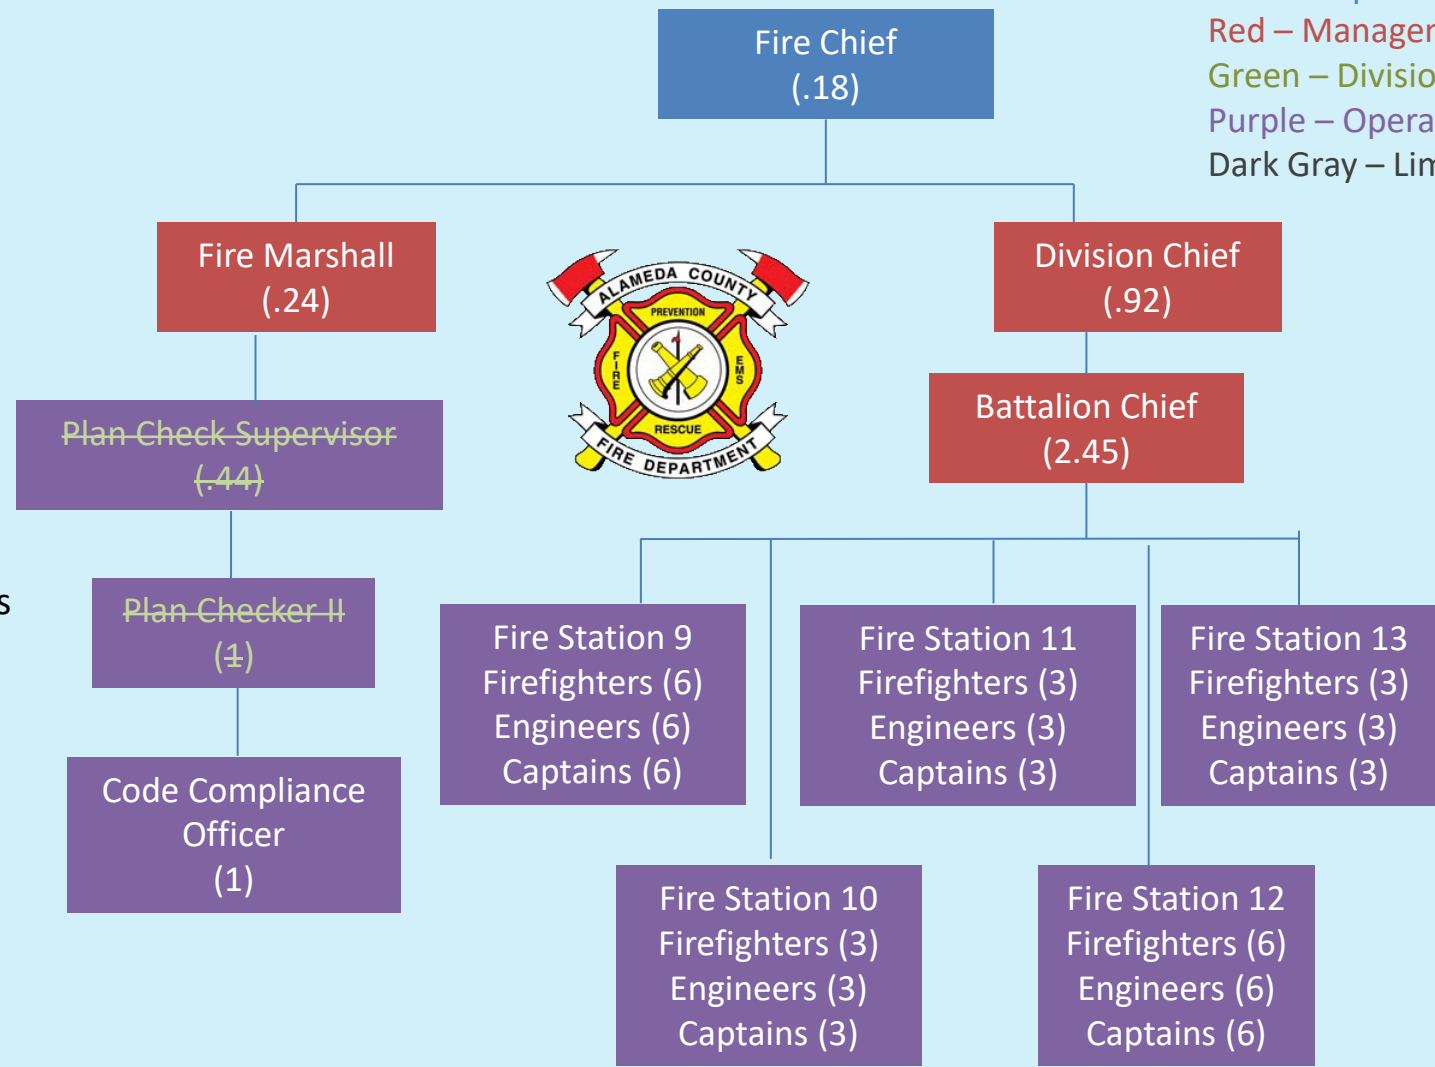 Fire Chief
(.18)
Red –
Green –
Purple –
Dark Gray –
Fire Marshall
(.24)
ALAMEDA COUNTY
PREVENTION
FIRE
EMS
RESCUE
FIRE DEPARTMENT
Division Chief
(.92)
Plan Check Supervisor
(.44)
Battalion Chief
(2.45)
Plan Checker II
(1)
Fire Station 9
Firefighters (6)
Engineers (6)
Captains (6)
Fire Station 11
Firefighters (3)
Engineers (3)
Captains (3)
Fire Station 13
Firefighters (3)
Engineers (3)
Captains (3)
Code Compliance
Officer
(1)
Fire Station 10
Firefighters (3)
Engineers (3)
Captains (3)
Fire Station 12
Firefighters (6)
Engineers (6)
Captains (6)